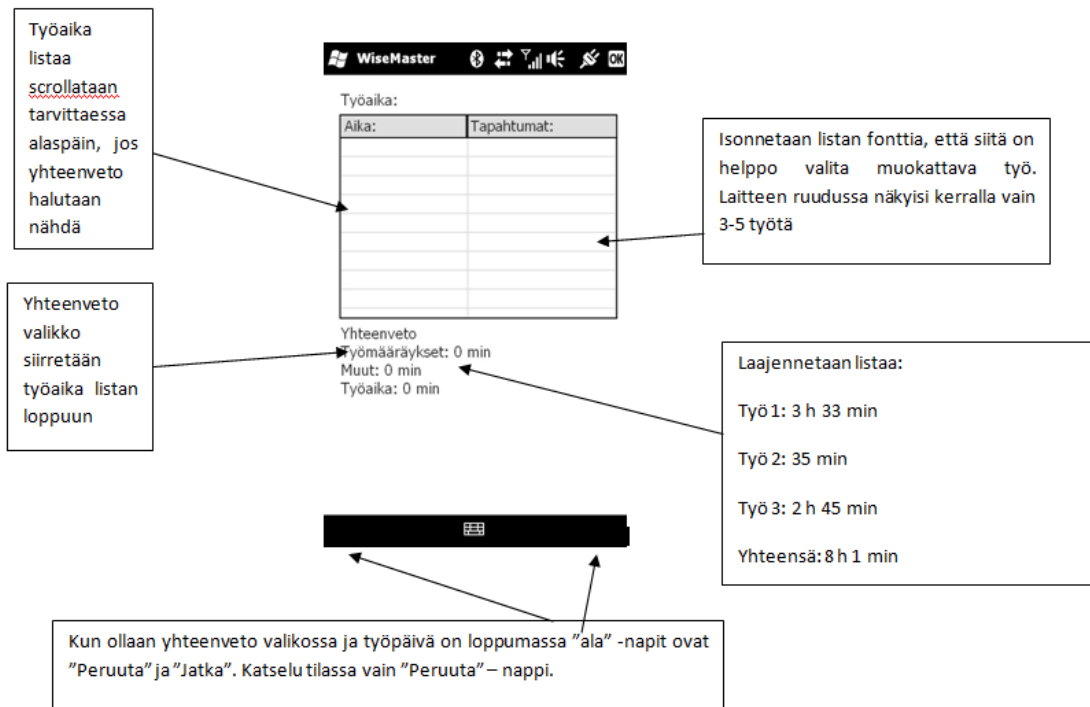 Työaika
listaa
scrollataan
tarvittaessa
alaspäin, jos
yhteenveto
halutaan
nähdä
WiseMaster
OK
Työaika:
Aika: Tapahtumat:
Isonnetaan listan fonttia, että siitä on
helppo valita muokattava työ.
Laitteen ruudussa näkyisi kerralla vain
3-5 työtä
Yhteenveto
valikko
siirretään
työaika listan
loppuun
Yhteenveto
Työmääräykset: 0 min
Muut: 0 min
Työaika: 0 min
Laajennetaan listaa:
Työ 1: 3 h 33 min
Työ 2: 35 min
Työ 3: 2 h 45 min
Yhteensä: 8 h 1 min
Kun ollaan yhteenveto valikossa ja työpäivä on loppumassa ”ala” -napit ovat
”Peruuta” ja ”Jatka”. Katselu tilassa vain ”Peruuta” – nappi.